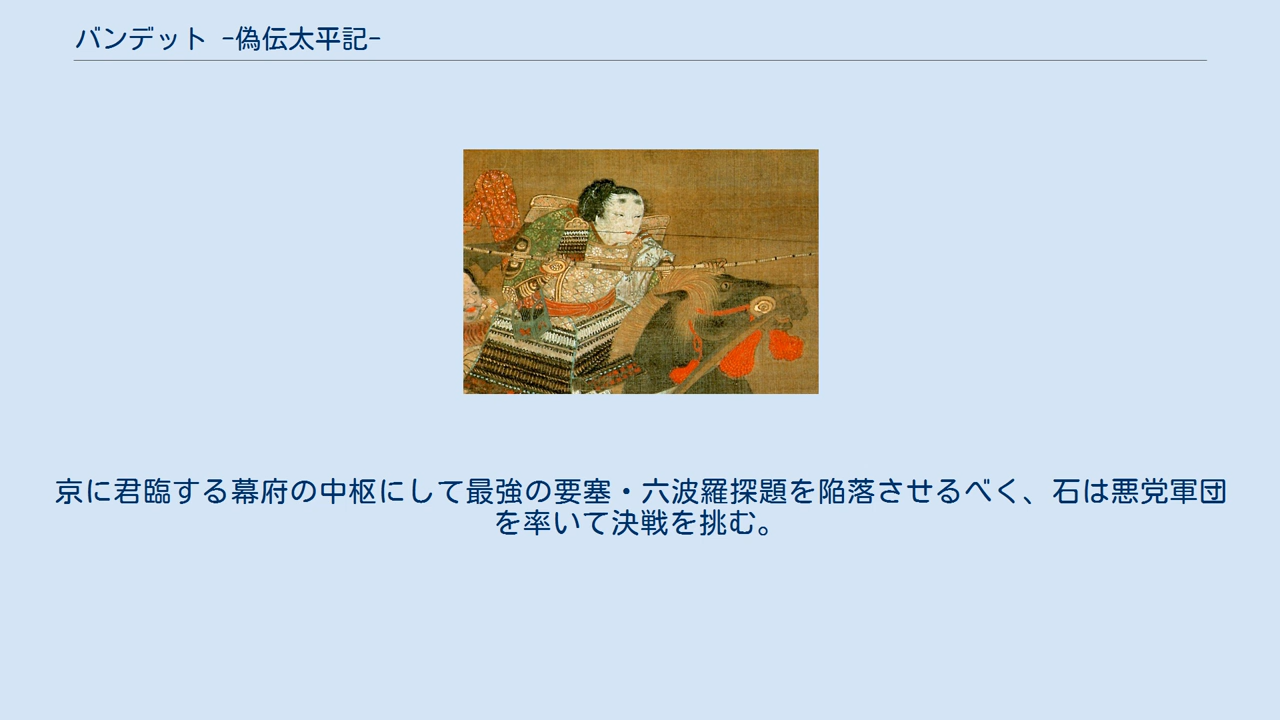 バンデット -偽伝太平記-
京に君臨する幕府の中枢にして最強の要塞・六波羅探題を陥落させるべく、石は悪党軍団
を率いて決戦を挑む。